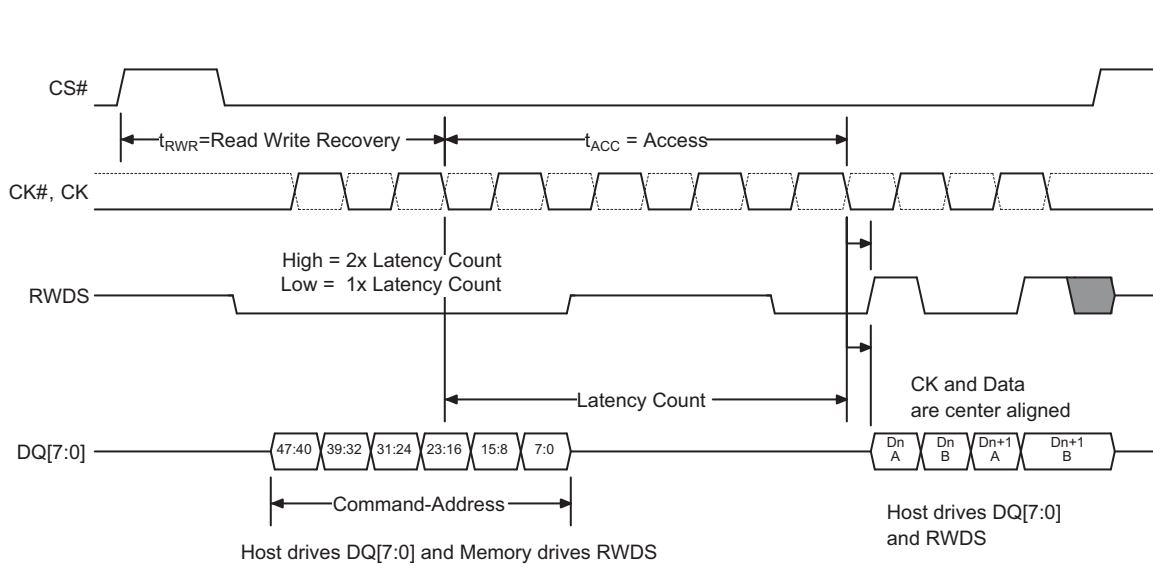 CS#
tRWR=Read Write Recovery
tACC = Access
CK#, CK
High = 2x Latency Count
Low = 1x Latency Count
RWDS
Latency Count
CK and Data
are center aligned
DQ[7:0]
47:40
39:32
31:24
23:16
15:8
7:0
Dn
A
Dn
B
Dn+1
A
Dn+1
B
Command-Address
Host drives DQ[7:0]
and RWDS
Host drives DQ[7:0] and Memory drives RWDS